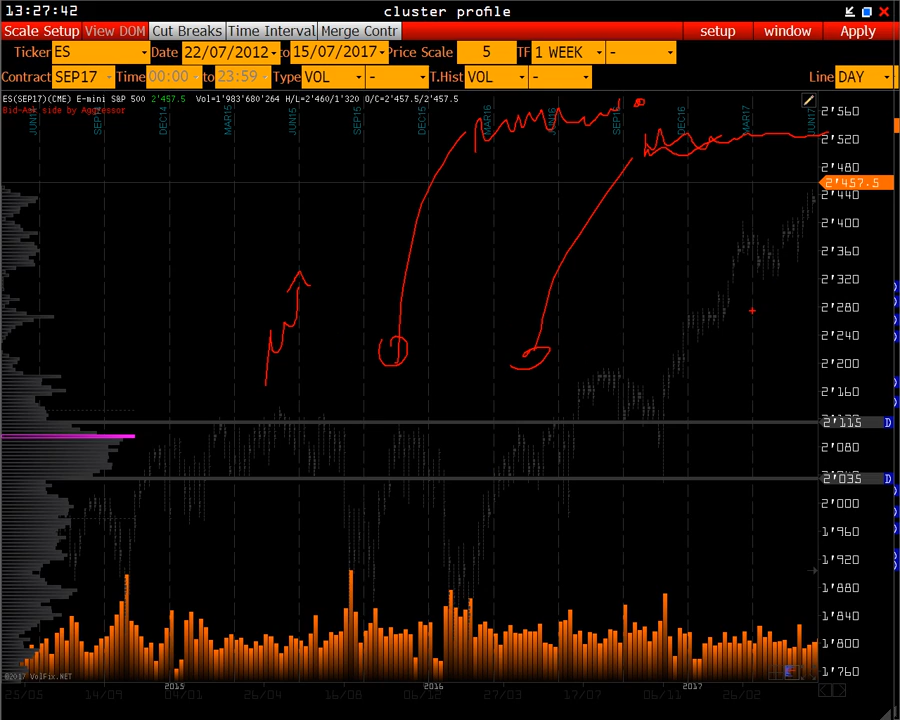 13:27:42 cluster profile
Scale Setup View DOM Cut Breaks Time Interval Merge Contr setup window Apply
Ticker ES Date 22/07/2012 to 15/07/2017 Price Scale 5 TF 1 WEEK -
Contract SEP17 Time 00:00 to 23:59 Type VOL - T.Hist VOL - Line DAY
ES(SEP17)(CME) E-mini S&P 500 2'457.5 Vol=1'983'680'264 H/L=2'460/1'320 O/C=2'457.5/2'457.5
Bid-Ask side by Aggressor
DEC14 MAR15 JUN15 SEP15 DEC15 MAR16 JUN16 SEP16 DEC16 MAR17 JUN17
2'560
2'520
2'480
2'457.5
2'440
2'400
2'360
2'320
2'280
2'240
2'200
2'160
2'115 D
2'080
2'035 D
2'000
1'960
1'920
1'880
1'840
1'800
1'760
©2017 VolFix.NET
2015 2016 2017
25/05 14/09 04/01 26/04 16/08 06/12 27/03 17/07 06/11 26/02